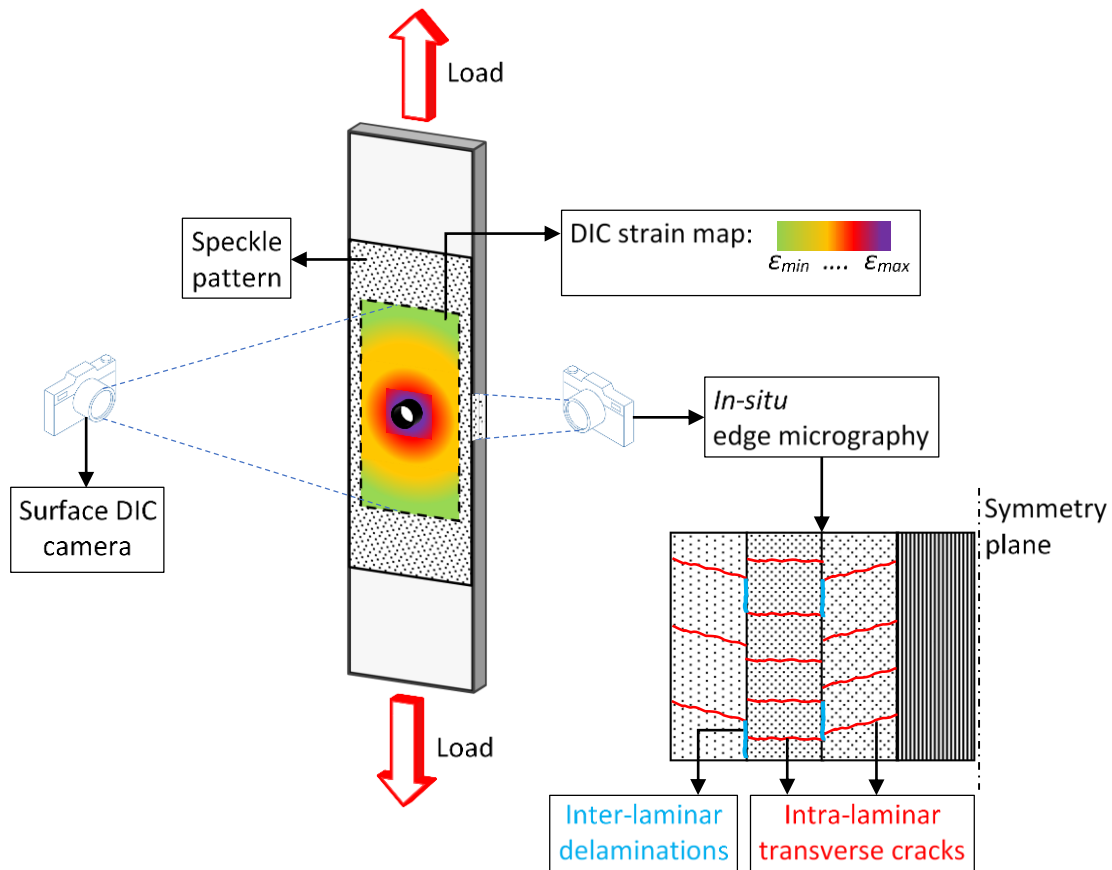 Load
Speckle
pattern
DIC strain map:
εmin .... εmax
In-situ
edge micrography
Surface DIC
camera
Symmetry
plane
Load
Inter-laminar
delaminations
Intra-laminar
transverse cracks